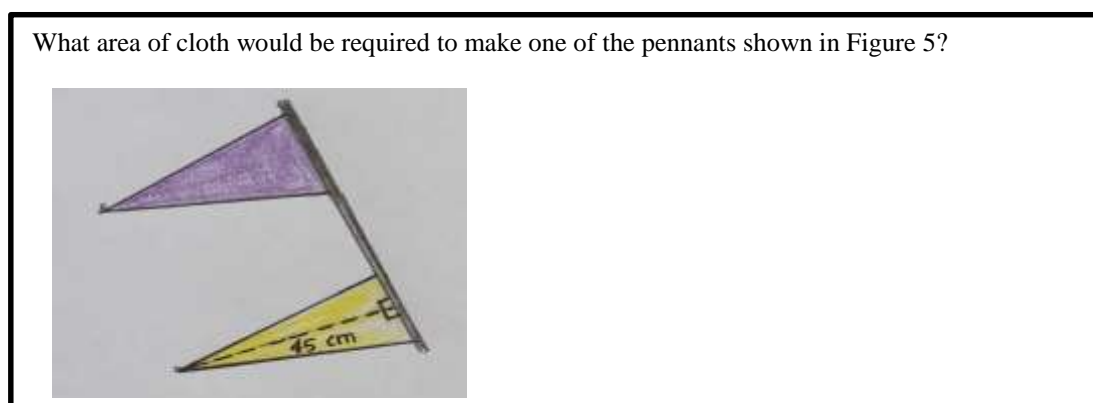 What area of cloth would be required to make one of the pennants shown in Figure 5?
45 cm